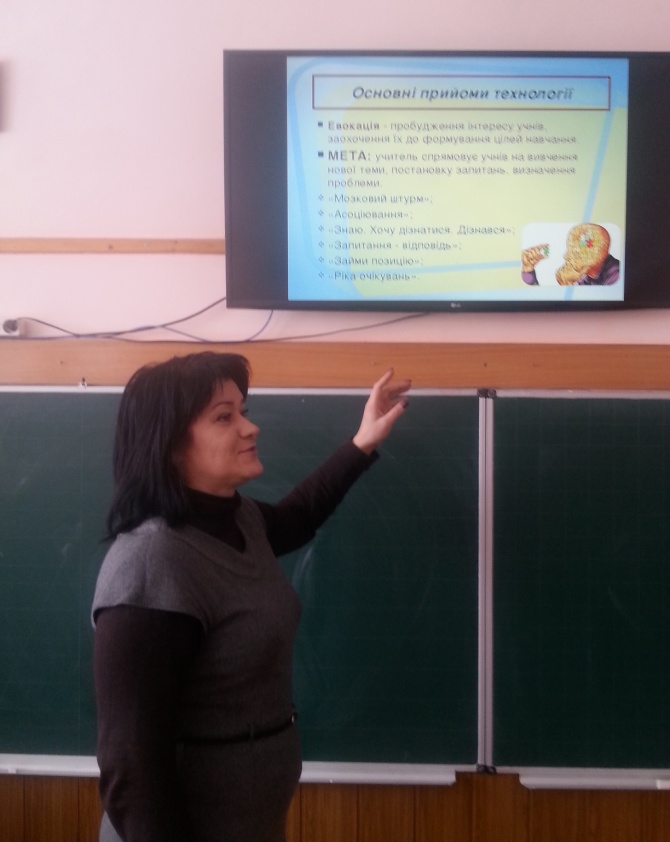 Основні прийоми технології
Евокація - пробудження інтересу учнів,
заохочення їх до формування цілей навчання.
МЕТА: учитель спрямовує учнів на вивчення
нової теми, постановку запитань, визначення
проблеми.
«Мозковий штурм»;
«Асоціювання»;
«Знаю. Хочу дізнатися. Дізнався»;
«Запитання - відповідь»;
«Займи позицію»;
«Ріка очікувань».
LG